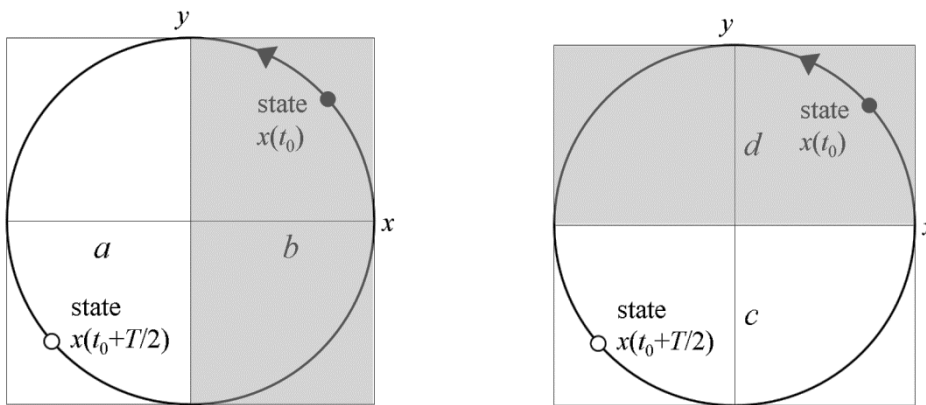 y
state
x(t₀)
x
a
b
state
x(t₀+T/2)
y
state
x(t₀)
d
x
state
x(t₀+T/2)
c